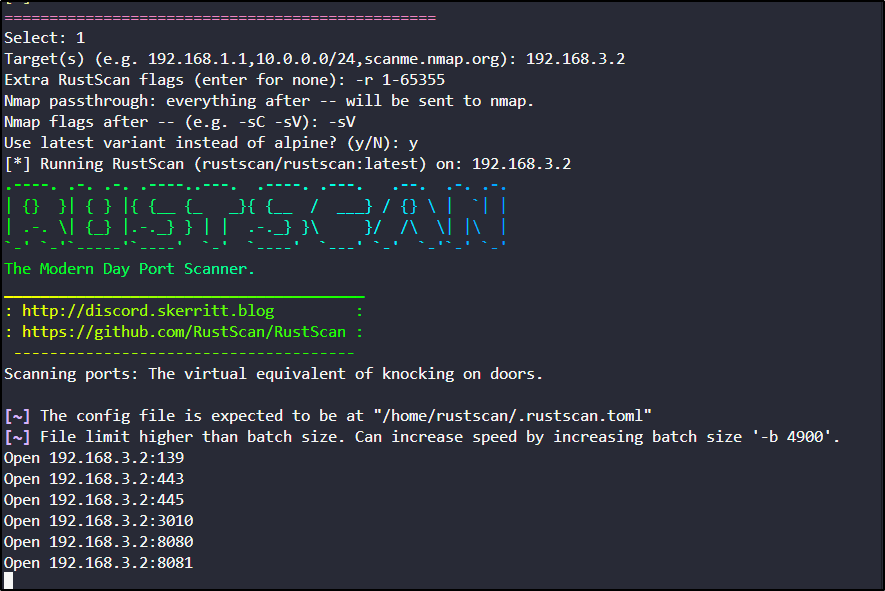 Select: 1
Target(s) (e.g. 192.168.1.1,10.0.0.0/24,scanme.nmap.org): 192.168.3.2
Extra RustScan flags (enter for none): -r 1-65355
Nmap passthrough: everything after -- will be sent to nmap.
Nmap flags after -- (e.g. -sC -sV): -sV
Use latest variant instead of alpine? (y/N): y
[*] Running RustScan (rustscan/rustscan:latest) on: 192.168.3.2
.----. .-. .-. .----..---.  .----. .---.   .--.  .-. .-.
| {}  }| { } |{ {__ {_   _}{ {__  /  ___} / {} \ |  `| |
| .-. \| {_} |.-._} } | |  .-._} }\     }/  /\  \| |\  |
`-' `-'`-----'`----'  `-'  `----'  `---' `-'  `-'`-' `-'
The Modern Day Port Scanner.
________________________________________
: http://discord.skerritt.blog         :
: https://github.com/RustScan/RustScan :
 --------------------------------------
Scanning ports: The virtual equivalent of knocking on doors.
[~] The config file is expected to be at "/home/rustscan/.rustscan.toml"
[~] File limit higher than batch size. Can increase speed by increasing batch size '-b 4900'.
Open 192.168.3.2:139
Open 192.168.3.2:443
Open 192.168.3.2:445
Open 192.168.3.2:3010
Open 192.168.3.2:8080
Open 192.168.3.2:8081